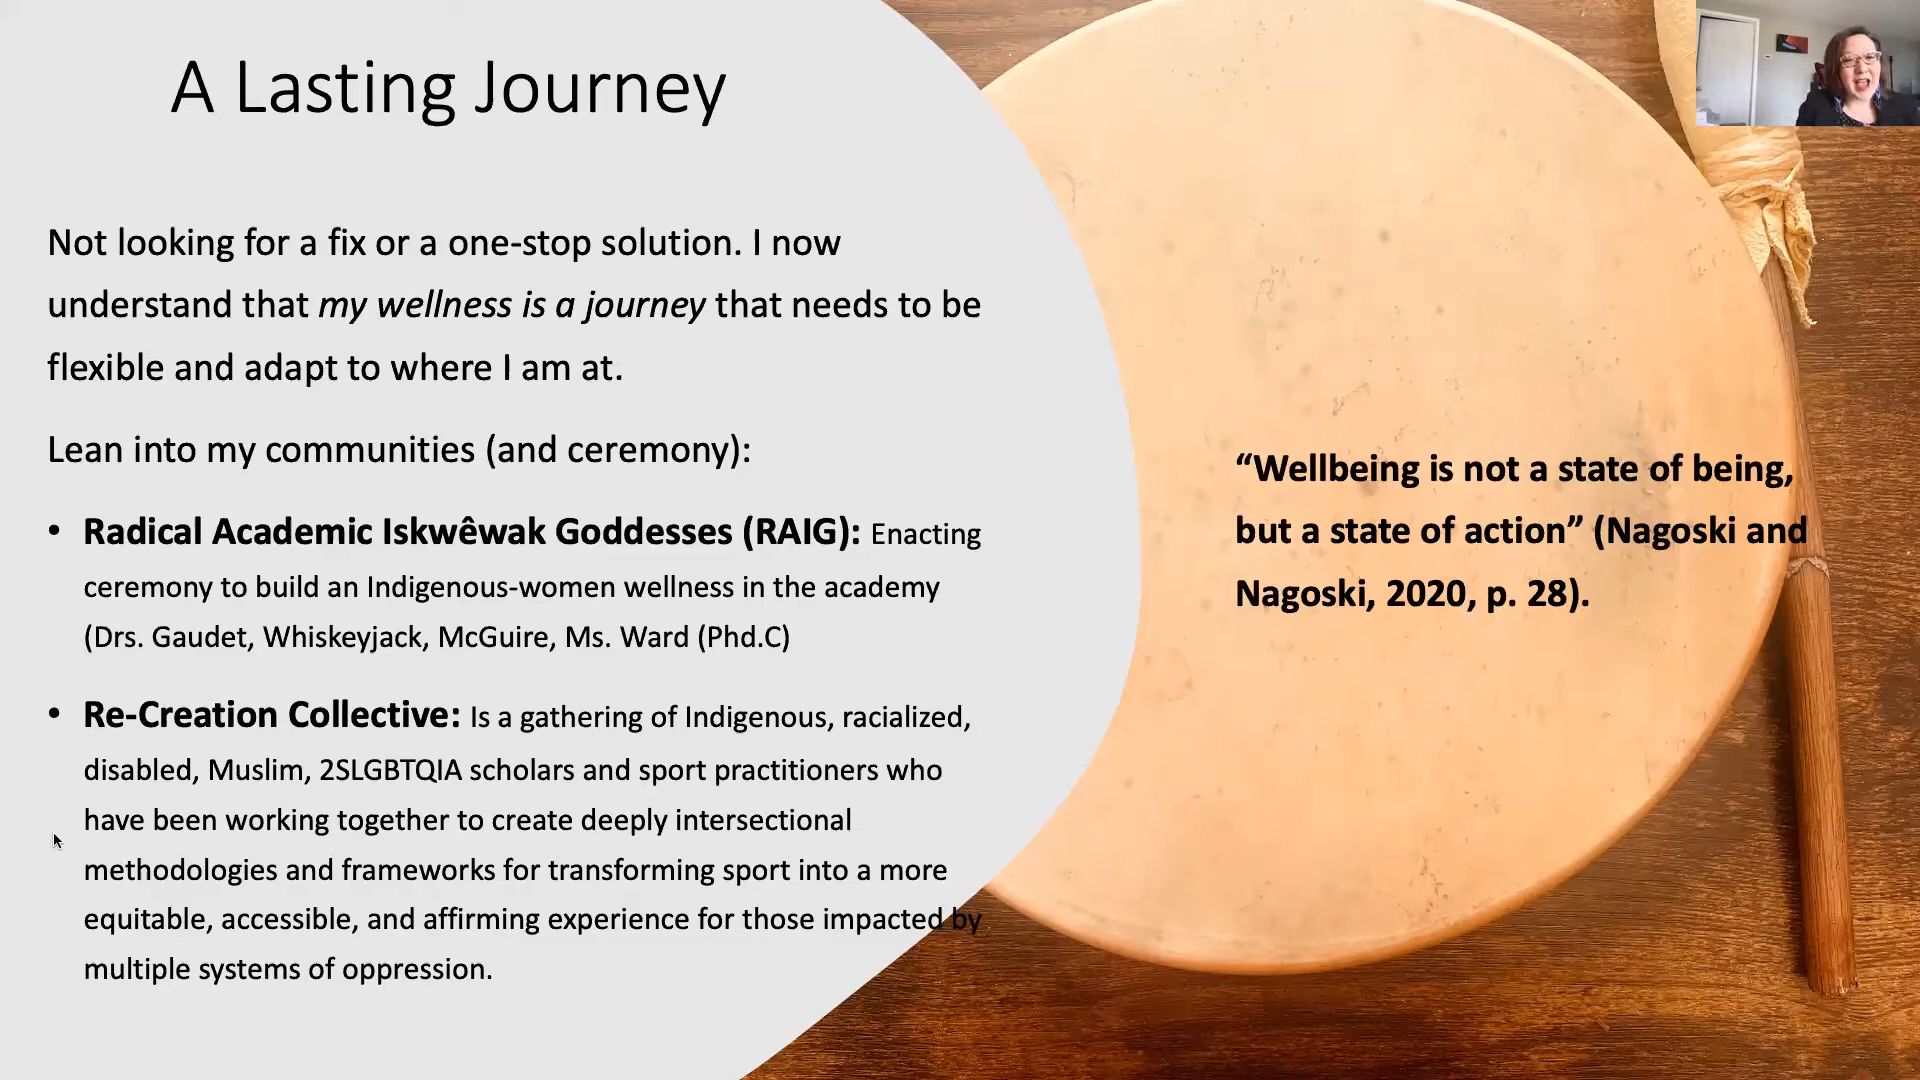 A Lasting Journey
Not looking for a fix or a one-stop solution. I now
understand that my wellness is a journey that needs to be
flexible and adapt to where I am at.
Lean into my communities (and ceremony):
• Radical Academic Iskwêwak Goddesses (RAIG): Enacting
ceremony to build an Indigenous-women wellness in the academy
(Drs. Gaudet, Whiskeyjack, McGuire, Ms. Ward (Phd.C)
• Re-Creation Collective: Is a gathering of Indigenous, racialized,
disabled, Muslim, 2SLGBTQIA scholars and sport practitioners who
have been working together to create deeply intersectional
methodologies and frameworks for transforming sport into a more
equitable, accessible, and affirming experience for those impacted by
multiple systems of oppression.
“Wellbeing is not a state of being,
but a state of action” (Nagoski and
Nagoski, 2020, p. 28).